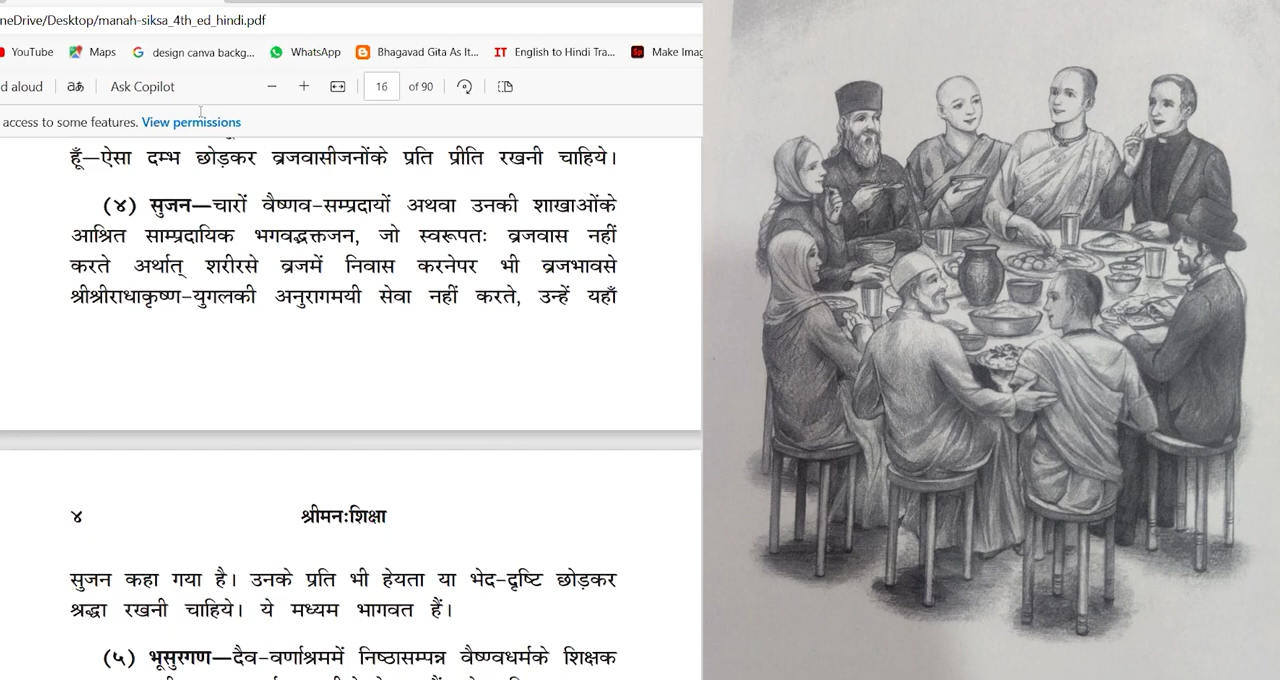 neDrive/Desktop/manah-siksa_4th_ed_hindi.pdf
YouTube Maps design canva backg... WhatsApp Bhagavad Gita As It... English to Hindi Tra... Make Imag
d aloud aあ Ask Copilot 16 of 90
access to some features. View permissions
हूँ—ऐसा दम्भ छोड़कर व्रजवासीजनोंके प्रति प्रीति रखनी चाहिये।
(४) सुजन—चारों वैष्णव-सम्प्रदायों अथवा उनकी शाखाओंके
आश्रित साम्प्रदायिक भगवद्भक्तजन, जो स्वरूपतः व्रजवास नहीं
करते अर्थात् शरीरसे व्रजमें निवास करनेपर भी व्रजभावसे
श्रीश्रीराधाकृष्ण-युगलकी अनुरागमयी सेवा नहीं करते, उन्हें यहाँ
४ श्रीमनःशिक्षा
सुजन कहा गया है। उनके प्रति भी हेयता या भेद-दृष्टि छोड़कर
श्रद्धा रखनी चाहिये। ये मध्यम भागवत हैं।
(५) भूसुरगण—दैव-वर्णाश्रममें निष्ठासम्पन्न वैष्णवधर्मके शिक्षक